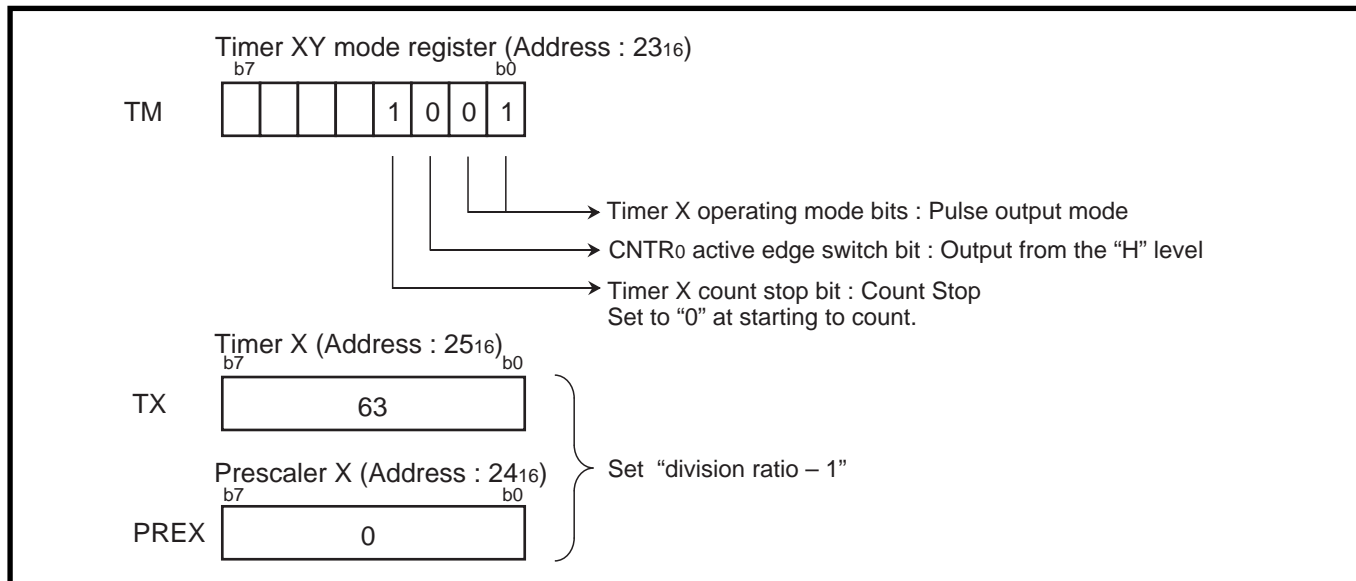 Timer XY mode register (Address : 2316)
b7 b0
TM 1 0 0 1
Timer X operating mode bits : Pulse output mode
CNTR0 active edge switch bit : Output from the “H” level
Timer X count stop bit : Count Stop
Set to “0” at starting to count.
Timer X (Address : 2516)
b7 b0
TX 63
Set “division ratio – 1”
Prescaler X (Address : 2416)
b7 b0
PREX 0